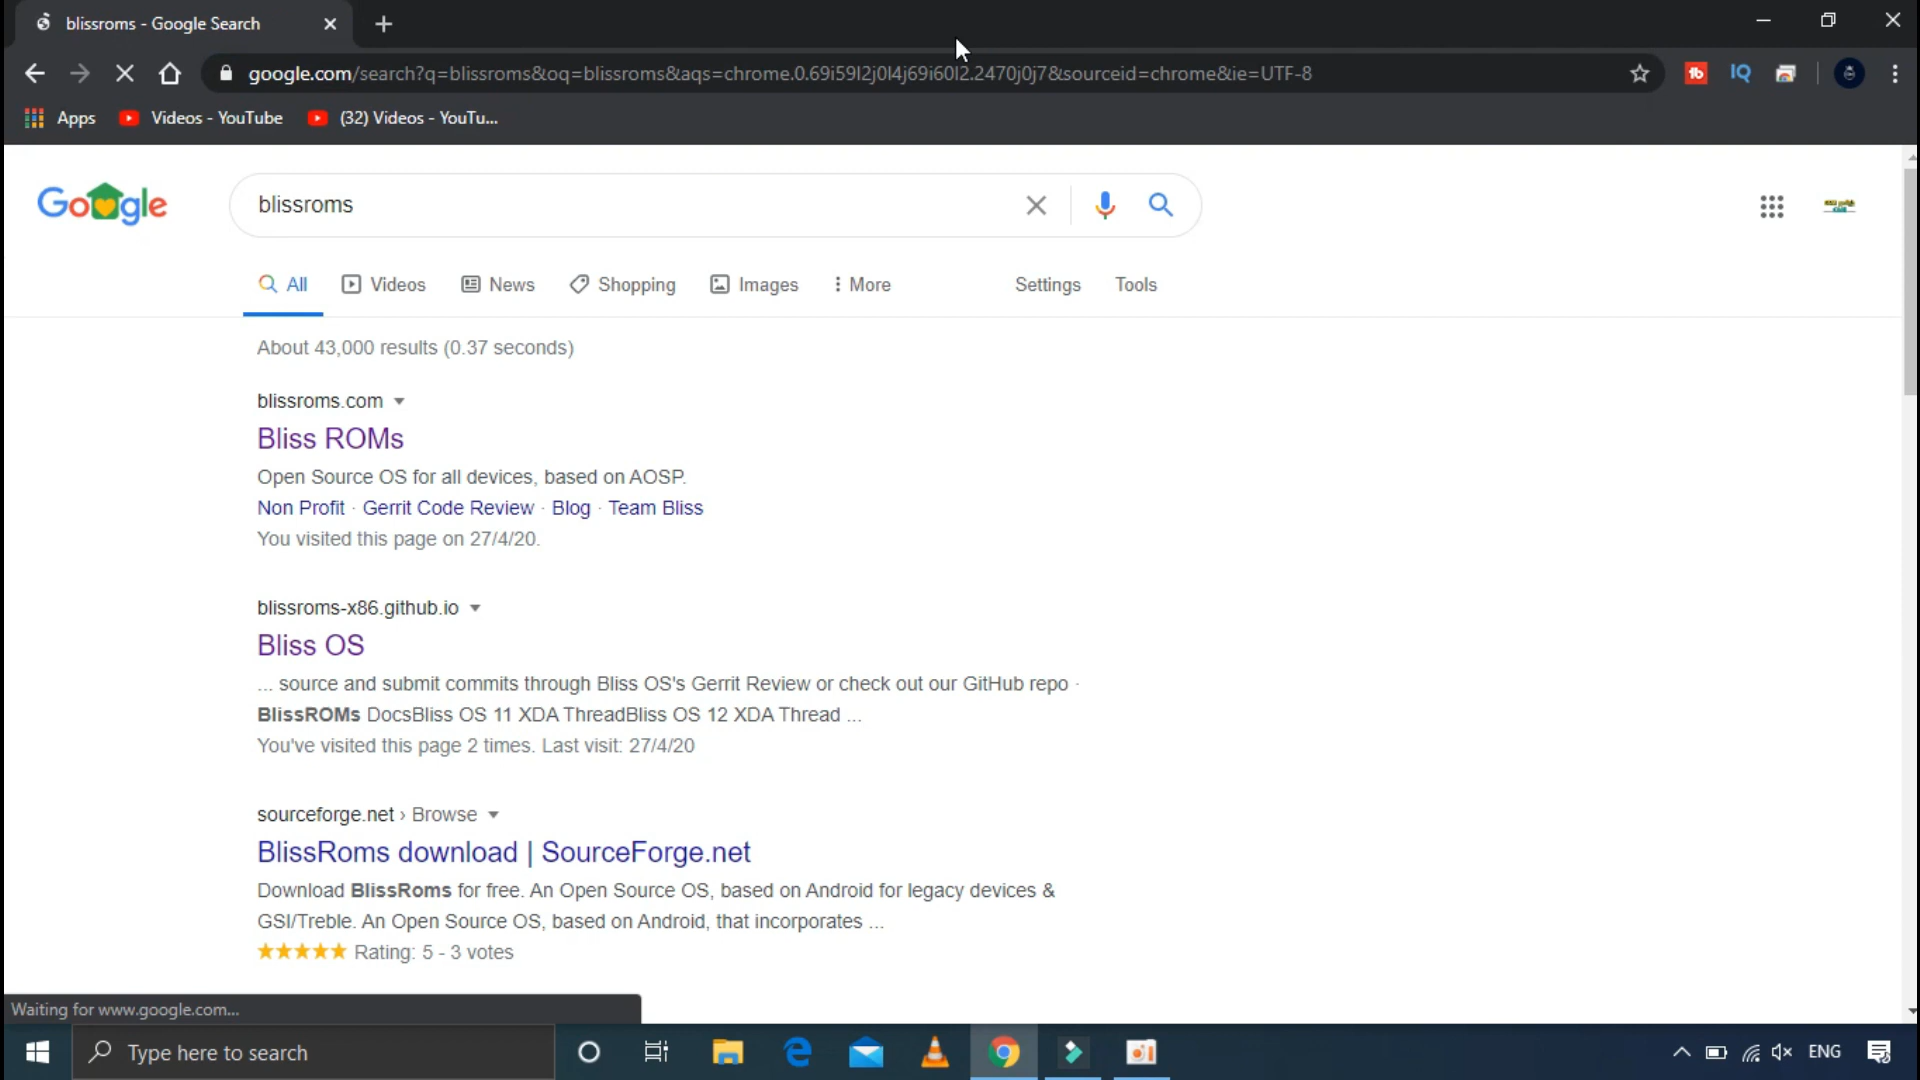 blissroms - Google Search
google.com/search?q=blissroms&oq=blissroms&aqs=chrome.0.69i59l2j0l4j69i60l2.2470j0j7&sourceid=chrome&ie=UTF-8
Apps Videos - YouTube (32) Videos - YouTu...
Google blissroms
All Videos News Shopping Images More Settings Tools
About 43,000 results (0.37 seconds)
blissroms.com
Bliss ROMs
Open Source OS for all devices, based on AOSP.
Non Profit · Gerrit Code Review · Blog · Team Bliss
You visited this page on 27/4/20.
blissroms-x86.github.io
Bliss OS
... source and submit commits through Bliss OS's Gerrit Review or check out our GitHub repo ·
BlissROMs DocsBliss OS 11 XDA ThreadBliss OS 12 XDA Thread ...
You've visited this page 2 times. Last visit: 27/4/20
sourceforge.net › Browse
BlissRoms download | SourceForge.net
Download BlissRoms for free. An Open Source OS, based on Android for legacy devices &
GSI/Treble. An Open Source OS, based on Android, that incorporates ...
Rating: 5 - 3 votes
Waiting for www.google.com...
Type here to search ENG